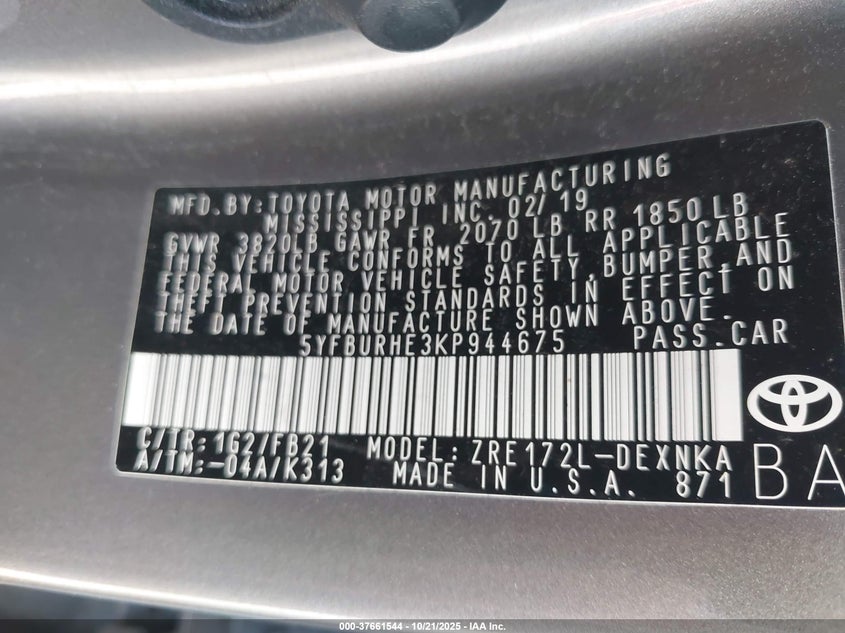 MFD.BY:TOYOTA MOTOR MANUFACTURING
MISSISSIPPI INC. 02/19
GVWR 3820LB GAWR FR 2070 LB RR 1850 LB
THIS VEHICLE CONFORMS TO ALL APPLICABLE
FEDERAL MOTOR VEHICLE SAFETY,BUMPER,AND
THEFT PREVENTION STANDARDS IN EFFECT ON
THE DATE OF MANUFACTURE SHOWN ABOVE.
5YFBURHE3KP944675 PASS.CAR
C/TR:1G2/FB21 MODEL:ZRE172L-DEXNKA
A/TM:-04A/K313 MADE IN U.S.A. 871
BA
000-37661544 | 10/21/2025 - IAA Inc.